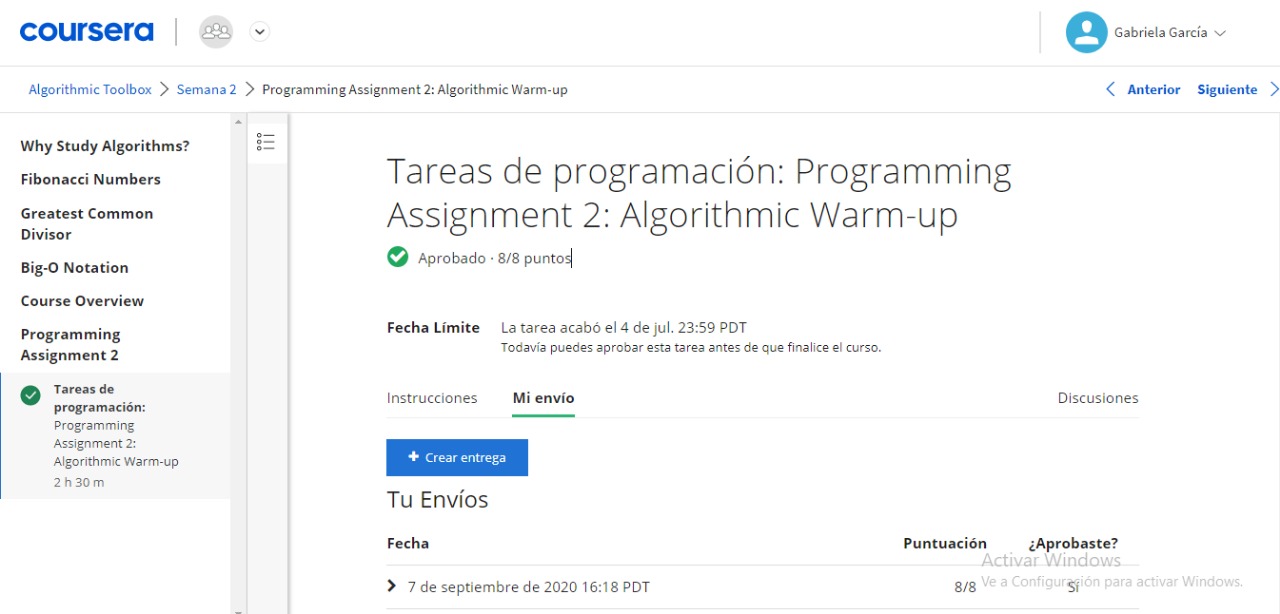 coursera
Gabriela García
Algorithmic Toolbox > Semana 2 > Programming Assignment 2: Algorithmic Warm-up
Anterior Siguiente
Why Study Algorithms?
Fibonacci Numbers
Greatest Common
Divisor
Big-O Notation
Course Overview
Programming
Assignment 2
Tareas de
programación:
Programming
Assignment 2:
Algorithmic Warm-up
2 h 30 m
Tareas de programación: Programming
Assignment 2: Algorithmic Warm-up
Aprobado · 8/8 puntos
Fecha Límite La tarea acabó el 4 de jul. 23:59 PDT
Todavía puedes aprobar esta tarea antes de que finalice el curso.
Instrucciones Mi envío Discusiones
+ Crear entrega
Tu Envíos
Fecha Puntuación ¿Aprobaste?
7 de septiembre de 2020 16:18 PDT 8/8 Sí
Activar Windows
Ve a Configuración para activar Windows.